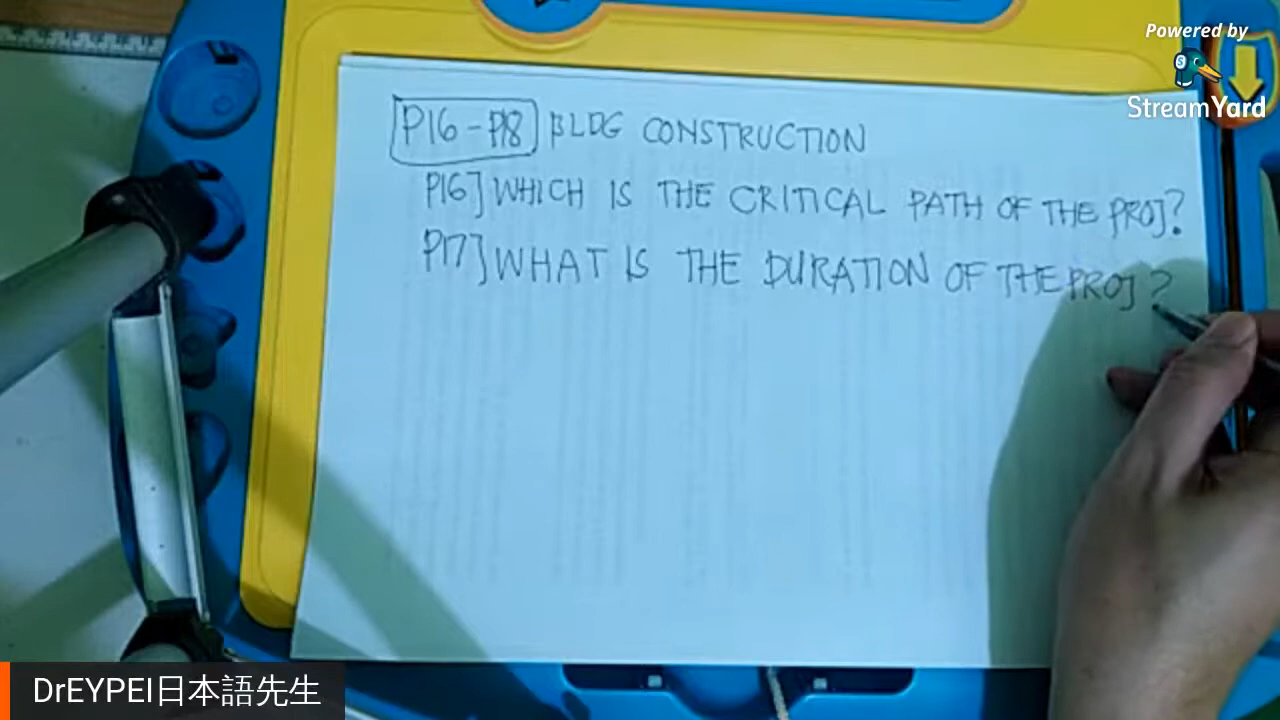 Powered by
StreamYard
P16-P18 BLDG CONSTRUCTION
P16] WHICH IS THE CRITICAL PATH OF THE PROJ?
P17] WHAT IS THE DURATION OF THE PROJ?
DrEYPEI日本語先生